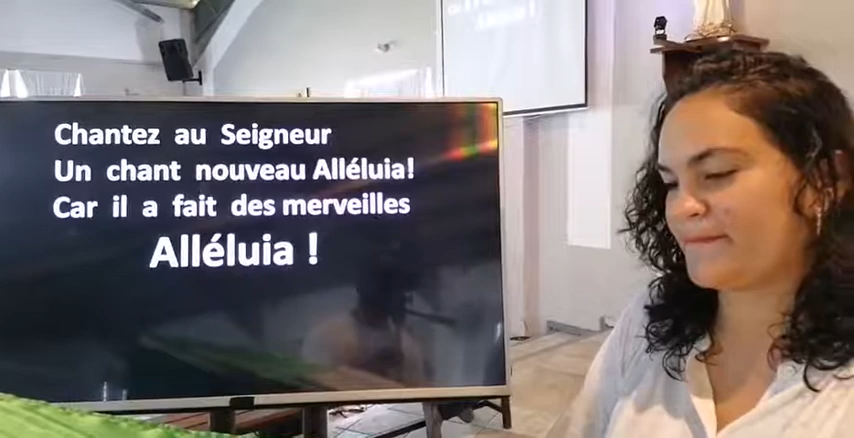 Chantez au Seigneur
Un chant nouveau Alléluia!
Car il a fait des merveilles
Alléluia !